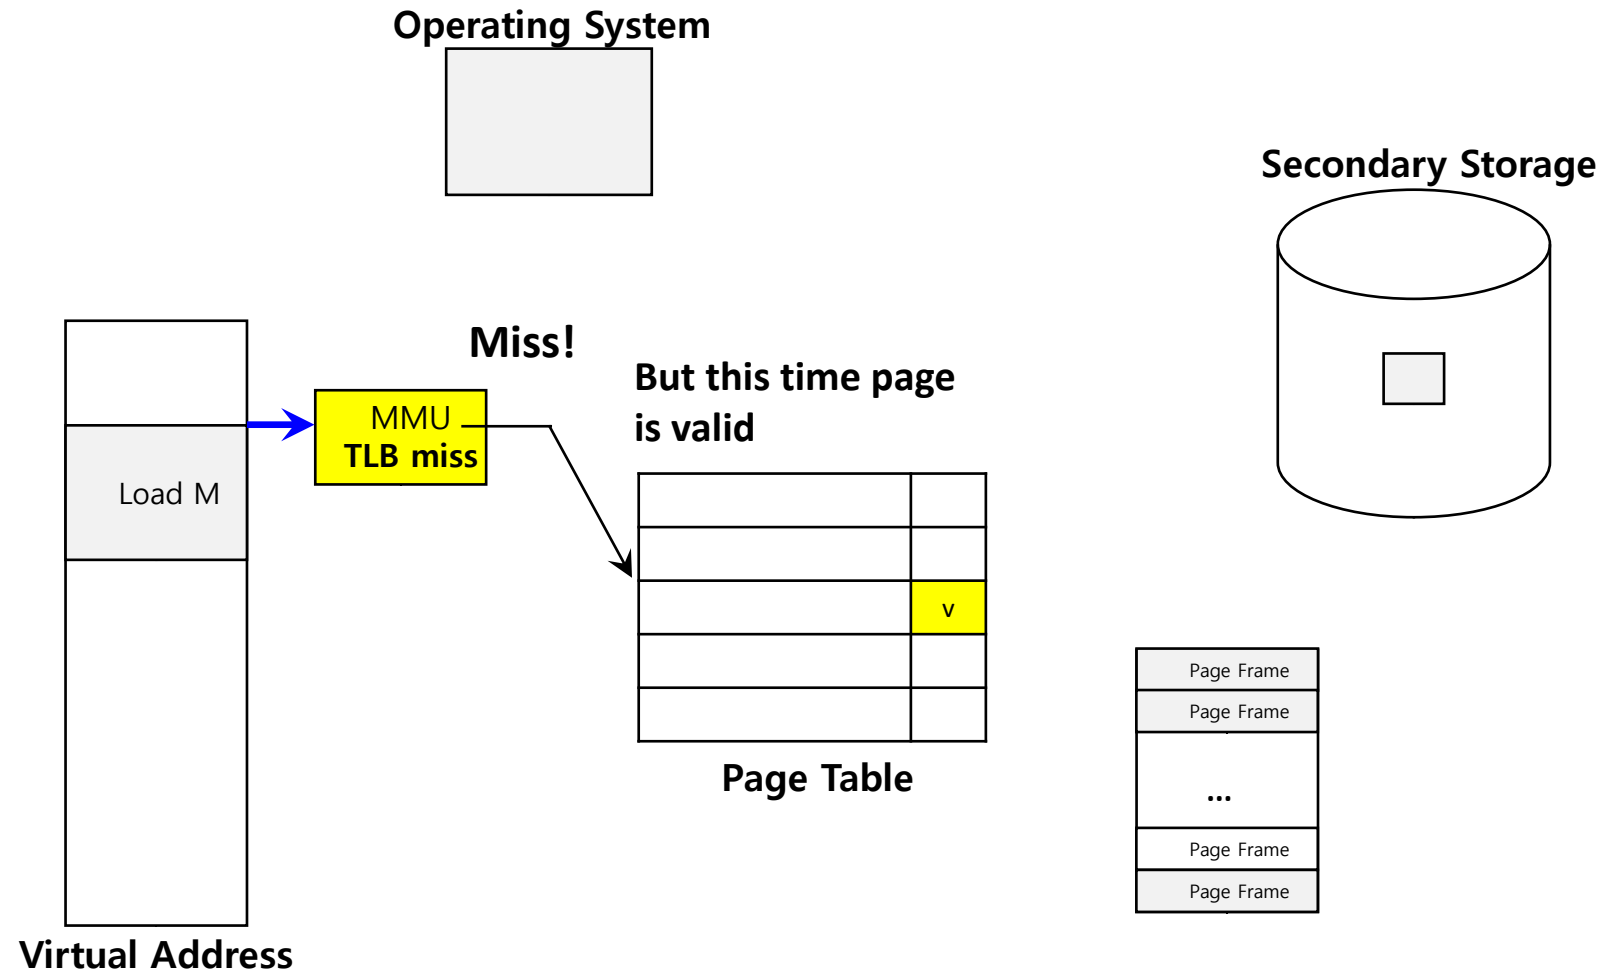 Operating System
Secondary Storage
Miss!
But this time page
is valid
MMU
TLB miss
Load M
v
Page Frame
Page Frame
...
Page Frame
Page Frame
Page Table
Virtual Address